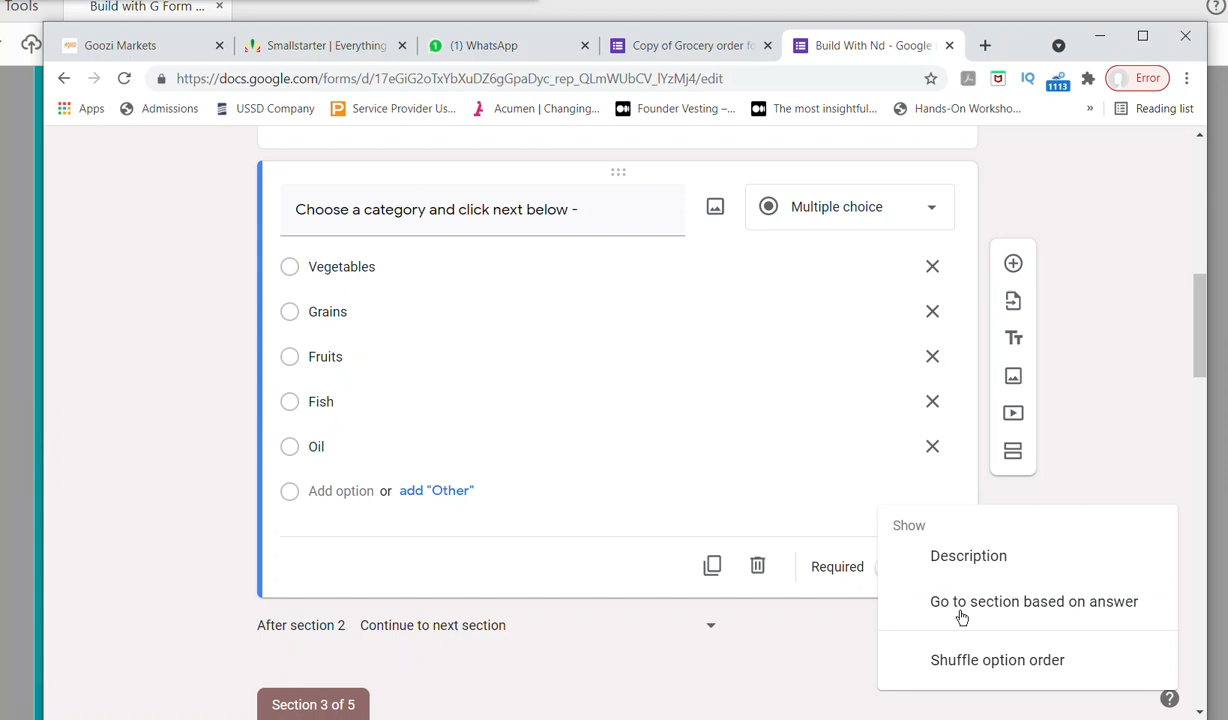 Tools
Build with G Form ...
Goozi Markets
Smallstarter | Everything
(1) WhatsApp
Copy of Grocery order fo
Build With Nd - Google
https://docs.google.com/forms/d/17eGiG2oTxYbXuDZ6gGpaDyc_rep_QLmWUbCV_lYzMj4/edit
IQ
1113
Error
Apps
Admissions
USSD Company
Service Provider Us...
Acumen | Changing...
Founder Vesting –...
The most insightful...
Hands-On Worksho...
»
Reading list
Choose a category and click next below -
Multiple choice
Vegetables
Grains
Fruits
Fish
Oil
Add option or add "Other"
Show
Description
Required
Go to section based on answer
After section 2 Continue to next section
Shuffle option order
Section 3 of 5